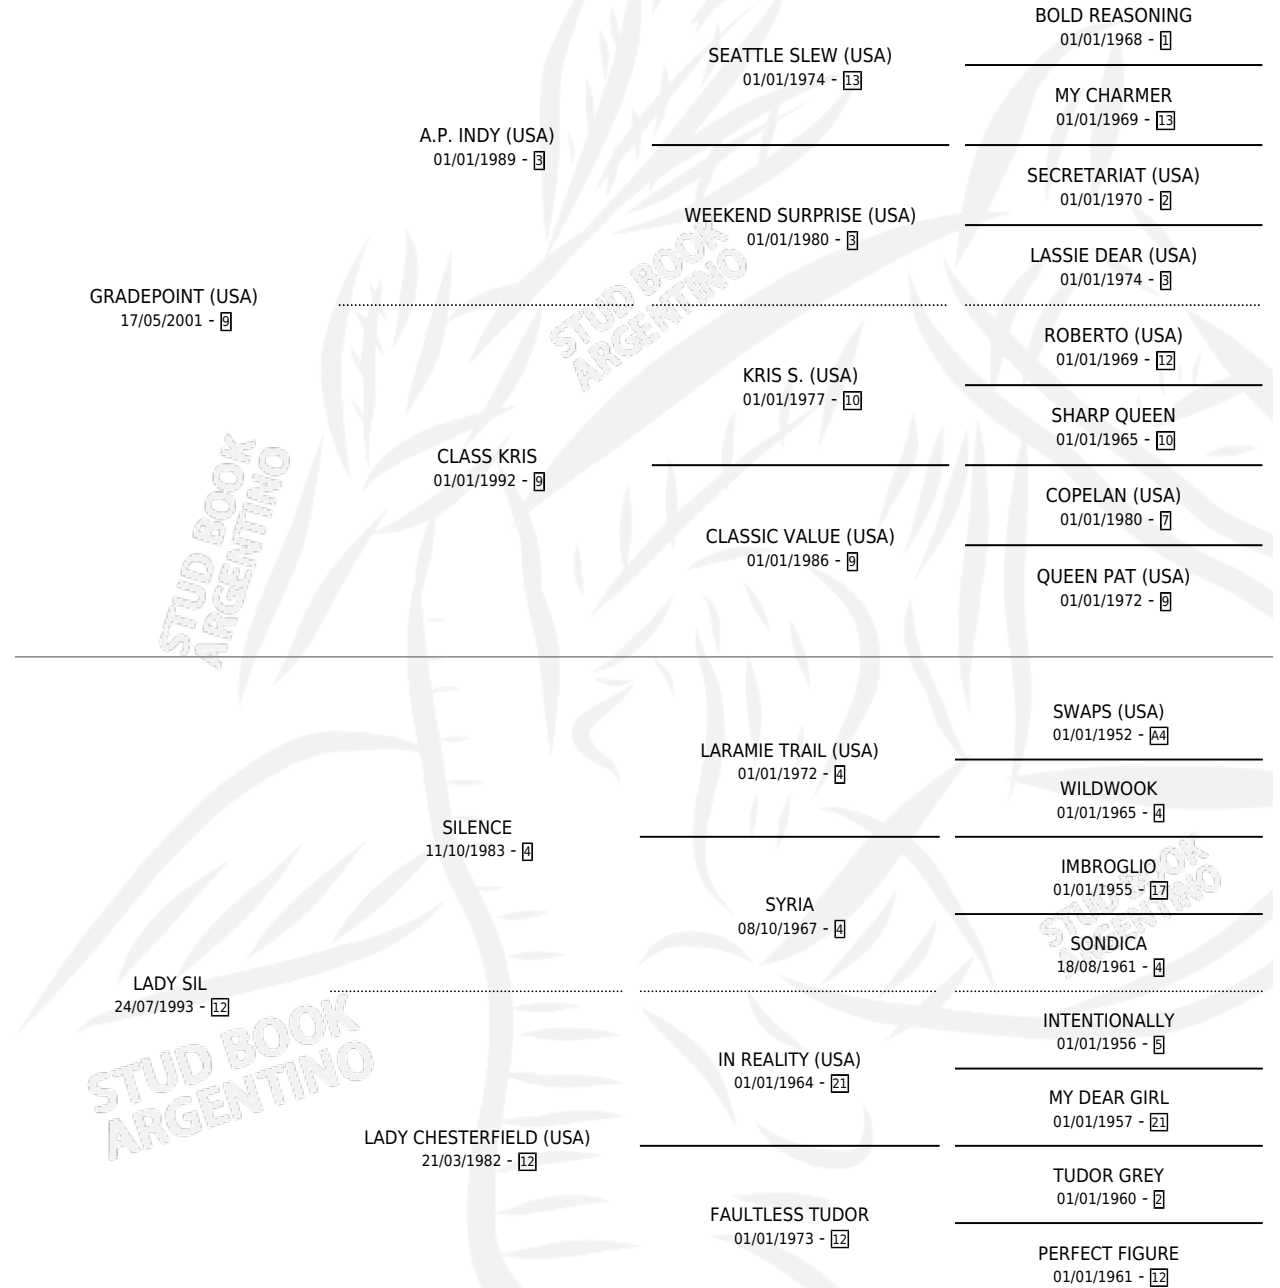 BOLD REASONING
01/01/1968 - 1
SEATTLE SLEW (USA)
01/01/1974 - 13
MY CHARMER
01/01/1969 - 13
A.P. INDY (USA)
01/01/1989 - 3
SECRETARIAT (USA)
01/01/1970 - 2
WEEKEND SURPRISE (USA)
01/01/1980 - 3
LASSIE DEAR (USA)
01/01/1974 - 3
GRADEPOINT (USA)
17/05/2001 - 9
ROBERTO (USA)
01/01/1969 - 12
KRIS S. (USA)
01/01/1977 - 10
SHARP QUEEN
01/01/1965 - 10
CLASS KRIS
01/01/1992 - 9
COPELAN (USA)
01/01/1980 - 7
CLASSIC VALUE (USA)
01/01/1986 - 9
QUEEN PAT (USA)
01/01/1972 - 9
SWAPS (USA)
01/01/1952 - A4
LARAMIE TRAIL (USA)
01/01/1972 - 4
WILDWOOK
01/01/1965 - 4
SILENCE
11/10/1983 - 4
IMBROGLIO
01/01/1955 - 17
SYRIA
08/10/1967 - 4
SONDICA
18/08/1961 - 4
LADY SIL
24/07/1993 - 12
INTENTIONALLY
01/01/1956 - 5
IN REALITY (USA)
01/01/1964 - 21
MY DEAR GIRL
01/01/1957 - 21
LADY CHESTERFIELD (USA)
21/03/1982 - 12
TUDOR GREY
01/01/1960 - 2
FAULTLESS TUDOR
01/01/1973 - 12
PERFECT FIGURE
01/01/1961 - 12
STUD BOOK
ARGENTINO
STUD BOOK
ARGENTINO
STUD BOOK
ARGENTINO
STUD BOOK
ARGENTINO